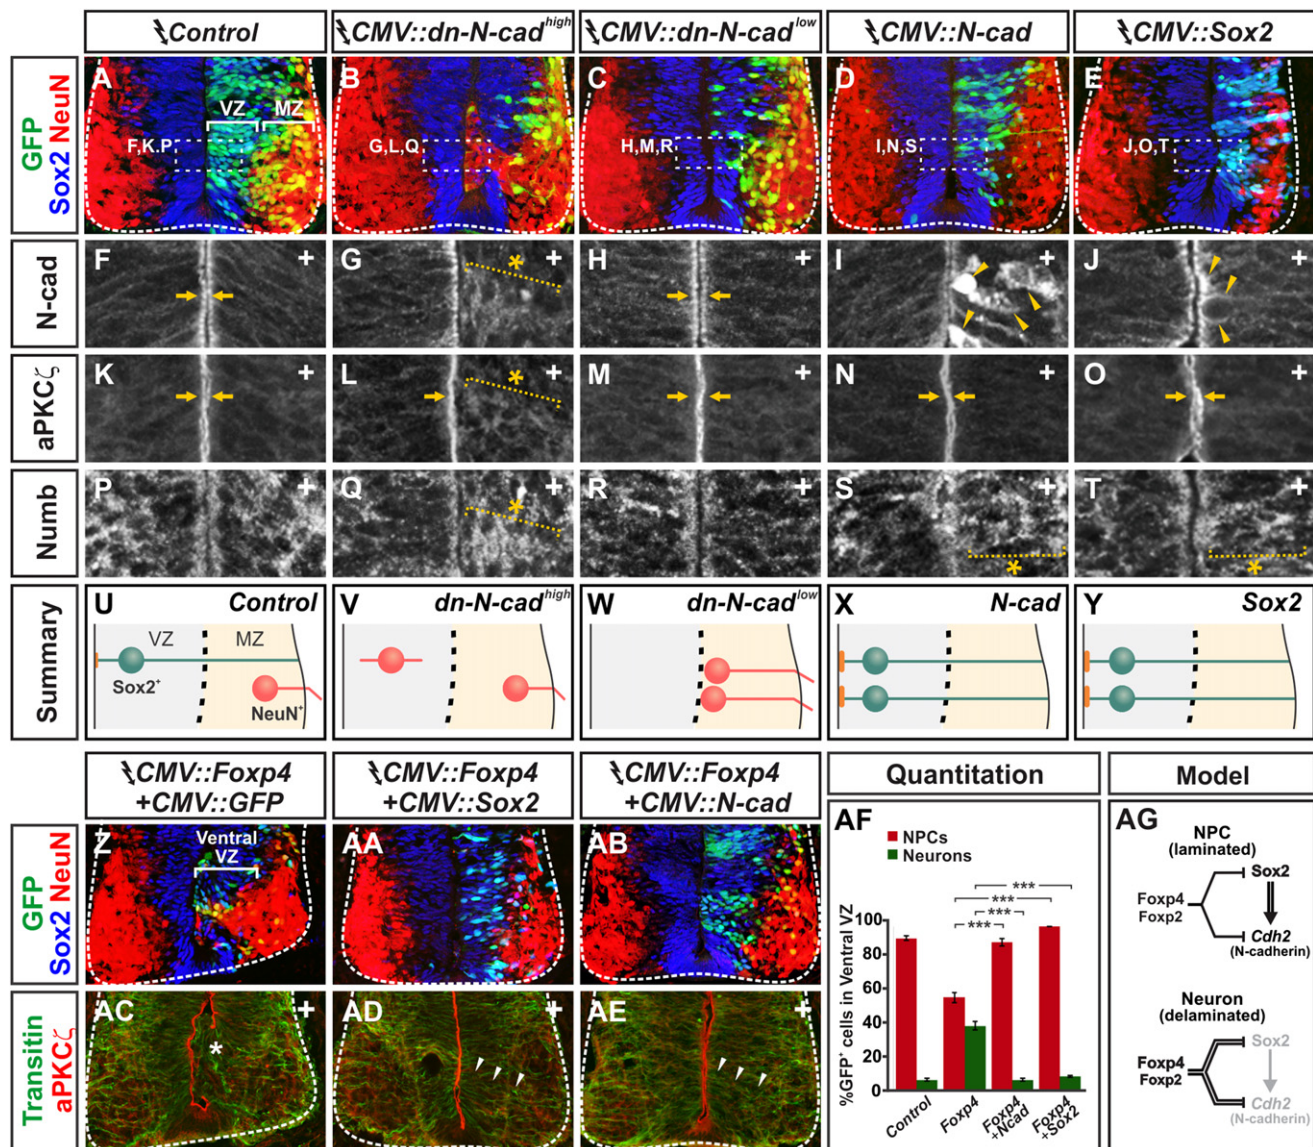 Control
CMV::dn-N-cad^high
CMV::dn-N-cad^low
CMV::N-cad
CMV::Sox2
GFP
Sox2 NeuN
A
VZ
MZ
F,K.P
B
G,L,Q
C
H,M,R
D
I,N,S
E
J,O,T
N-cad
F
+
G
*
+
H
+
I
+
J
+
aPKCζ
K
+
L
*
+
M
+
N
+
O
+
Numb
P
+
Q
*
+
R
+
S
+
*
T
+
*
Summary
U
Control
VZ
MZ
Sox2+
NeuN+
V
dn-N-cad^high
W
dn-N-cad^low
X
N-cad
Y
Sox2
CMV::Foxp4
+CMV::GFP
CMV::Foxp4
+CMV::Sox2
CMV::Foxp4
+CMV::N-cad
GFP
Sox2 NeuN
Z
Ventral
VZ
AA
AB
Transitin
aPKCζ
AC
+
*
AD
+
AE
+
Quantitation
AF
NPCs
Neurons
***
***
***
***
%GFP+ cells in Ventral VZ
100
80
60
40
20
0
Control
Foxp4
Foxp4
+Ncad
Foxp4
+Sox2
Model
AG
NPC
(laminated)
Sox2
Foxp4
Foxp2
Cdh2
(N-cadherin)
Neuron
(delaminated)
Sox2
Foxp4
Foxp2
Cdh2
(N-cadherin)